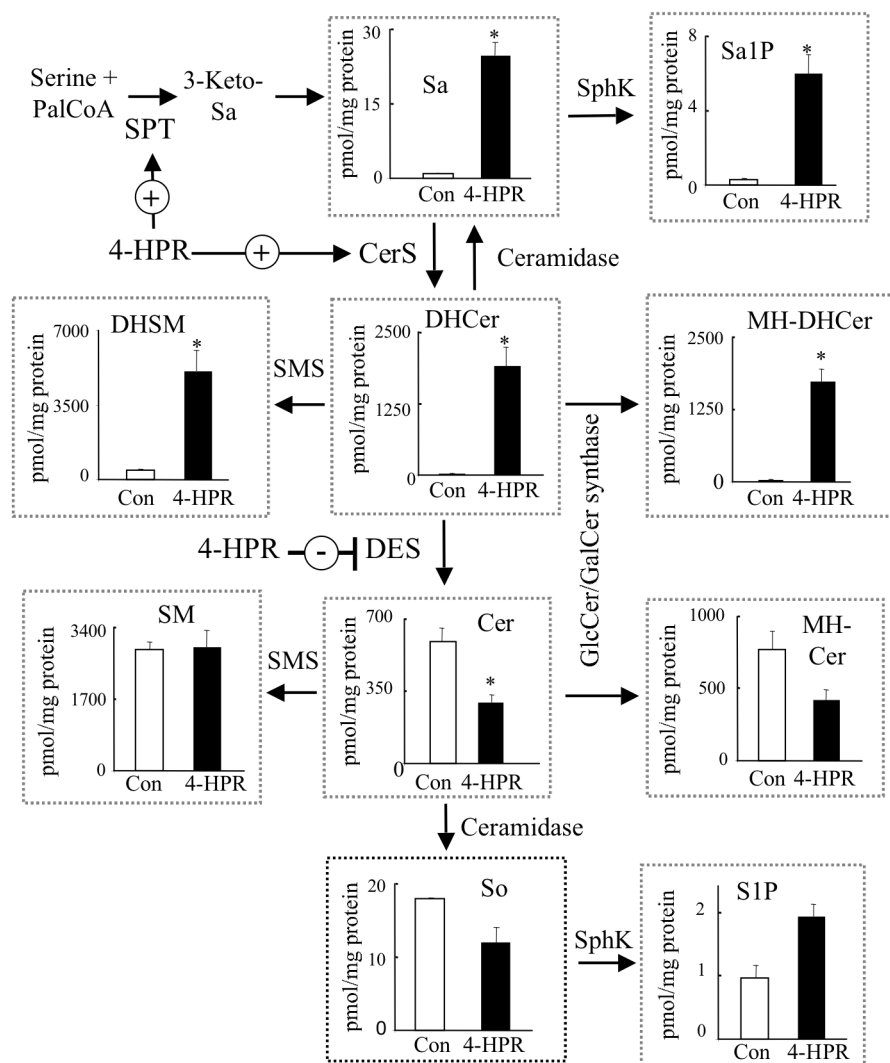 30
15
0
pmol/mg protein
Sa
*
Con 4-HPR
8
4
0
pmol/mg protein
Sa1P
*
Con 4-HPR
Serine +
PalCoA
3-Keto-
Sa
SPT
SphK
+
4-HPR
+
CerS
Ceramidase
7000
3500
0
pmol/mg protein
DHSM
*
Con 4-HPR
SMS
2500
1250
0
pmol/mg protein
DHCer
*
Con 4-HPR
2500
1250
0
pmol/mg protein
MH-DHCer
*
Con 4-HPR
GlcCer/GalCer synthase
4-HPR
-
DES
3400
1700
0
pmol/mg protein
SM
Con 4-HPR
SMS
700
350
0
pmol/mg protein
Cer
*
Con 4-HPR
1000
500
0
pmol/mg protein
MH-
Cer
Con 4-HPR
Ceramidase
20
10
0
pmol/mg protein
So
Con 4-HPR
SphK
2
1
0
pmol/mg protein
S1P
Con 4-HPR